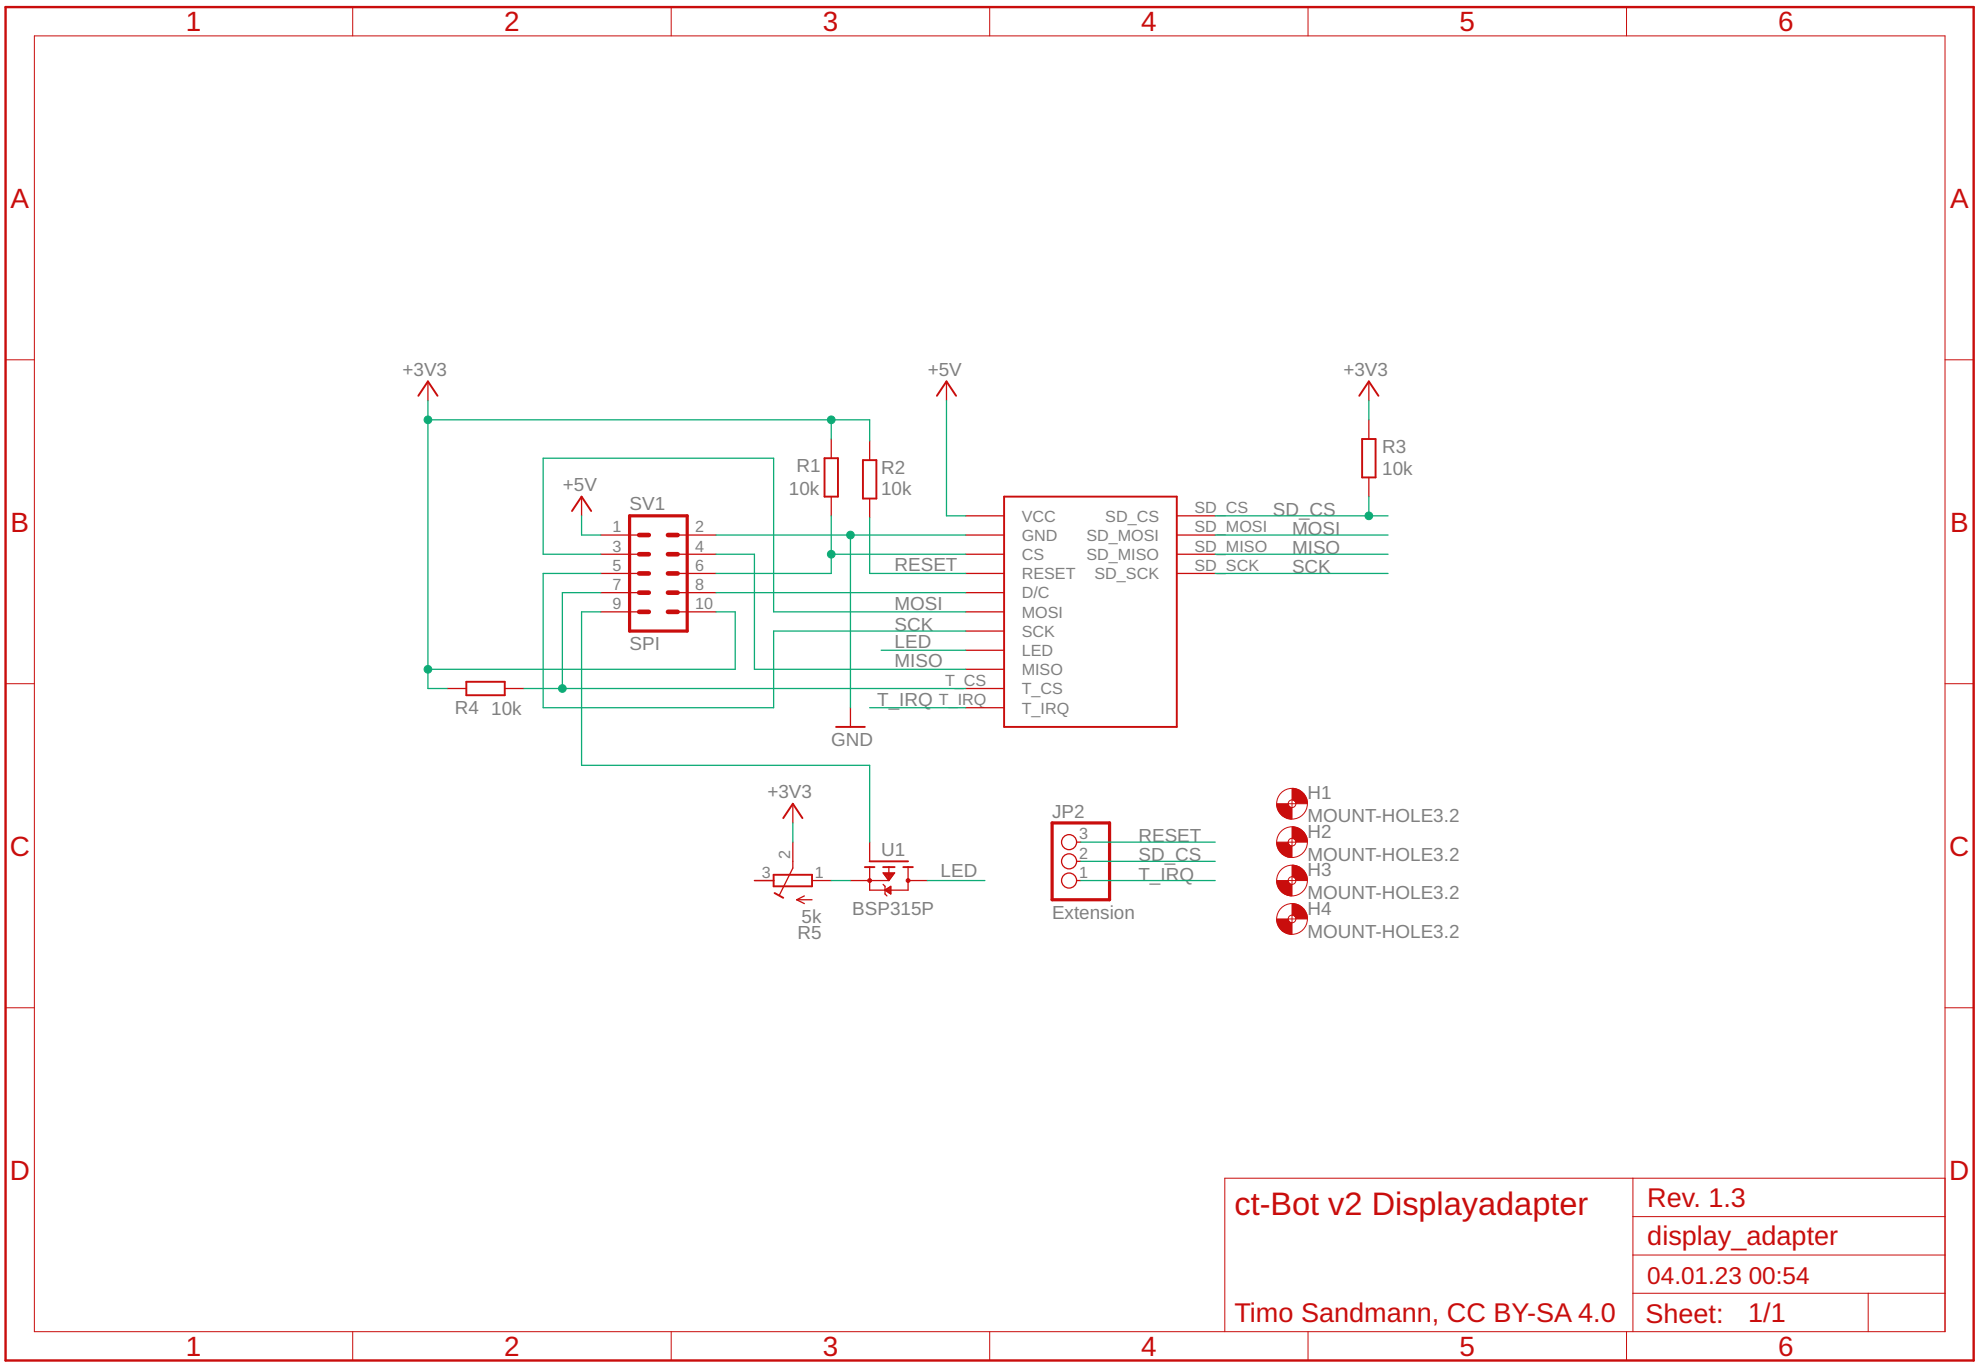 1 2 3 4 5 6
A A
+3V3 +5V +3V3
R3
R1 R2 10k
10k 10k
+5V
SV1
B B
1 2
3 4
5 6
7 8
9 10
SPI
RESET
MOSI
SCK
LED
MISO
T_CS
T_IRQ T_IRQ
VCC SD_CS
GND SD_MOSI
CS SD_MISO
RESET SD_SCK
D/C
MOSI
SCK
LED
MISO
T_CS
T_IRQ
SD_CS SD_CS
SD_MOSI MOSI
SD_MISO MISO
SD_SCK SCK
R4 10k
GND
+3V3
2
3 1
5k
R5
U1
LED
BSP315P
JP2
3 RESET
2 SD_CS
1 T_IRQ
Extension
H1
MOUNT-HOLE3.2
H2
MOUNT-HOLE3.2
H3
MOUNT-HOLE3.2
H4
MOUNT-HOLE3.2
C C
D D
ct-Bot v2 Displayadapter
Timo Sandmann, CC BY-SA 4.0
Rev. 1.3
display_adapter
04.01.23 00:54
Sheet: 1/1
1 2 3 4 5 6